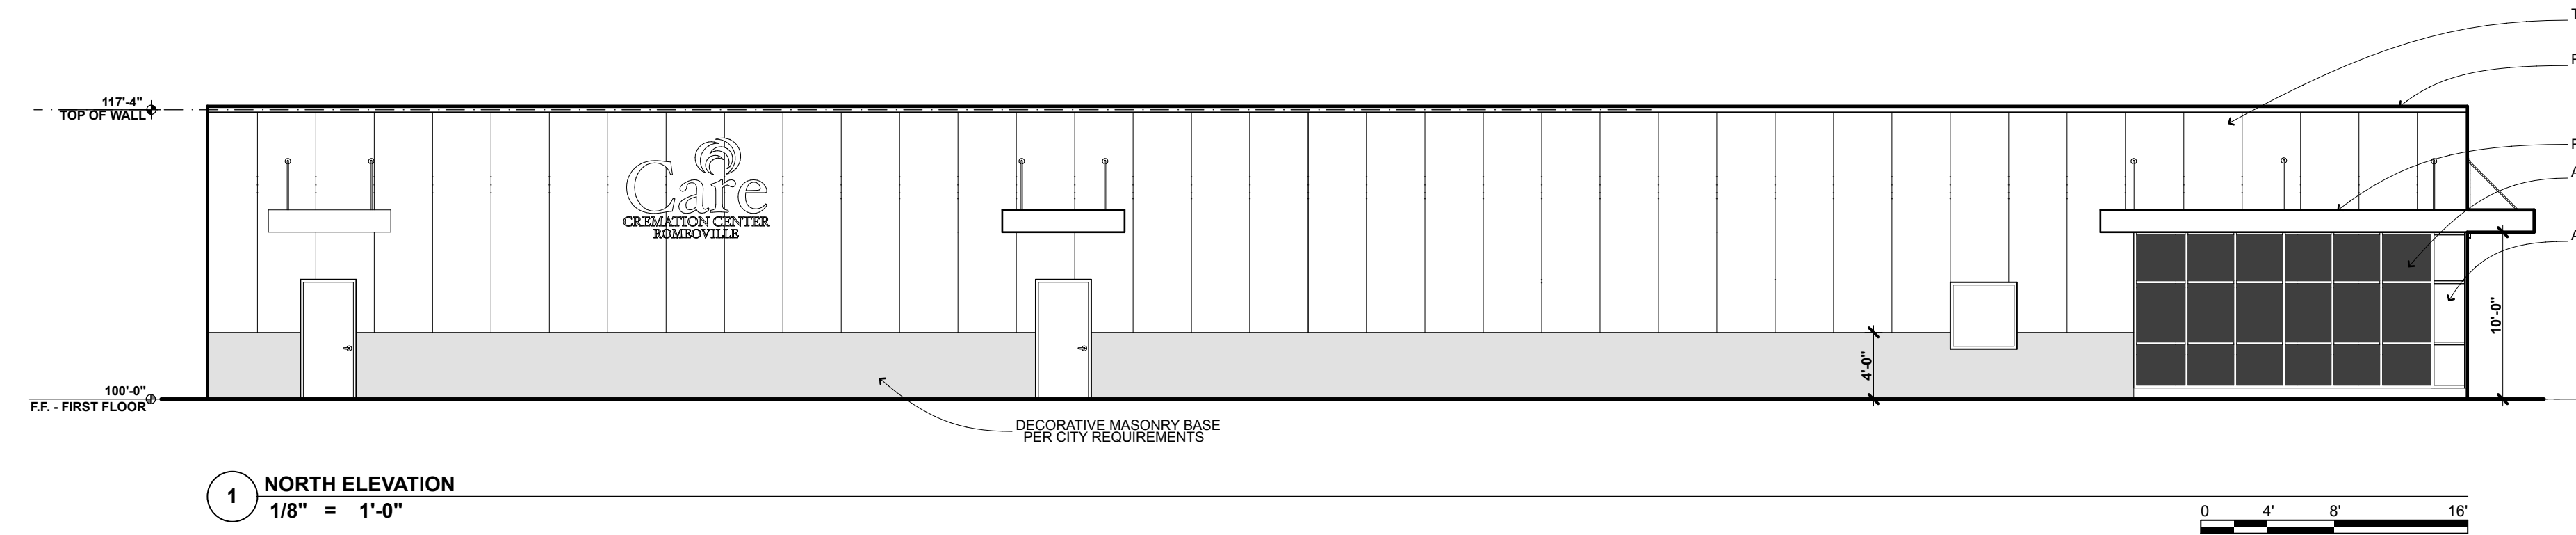 117'-4"
TOP OF WALL
Care
CREMATION CENTER
ROMEOVILLE
10'-0"
4'-0"
100'-0"
F.F. - FIRST FLOOR
DECORATIVE MASONRY BASE
PER CITY REQUIREMENTS
1
NORTH ELEVATION
1/8" = 1'-0"
0 4' 8' 16'